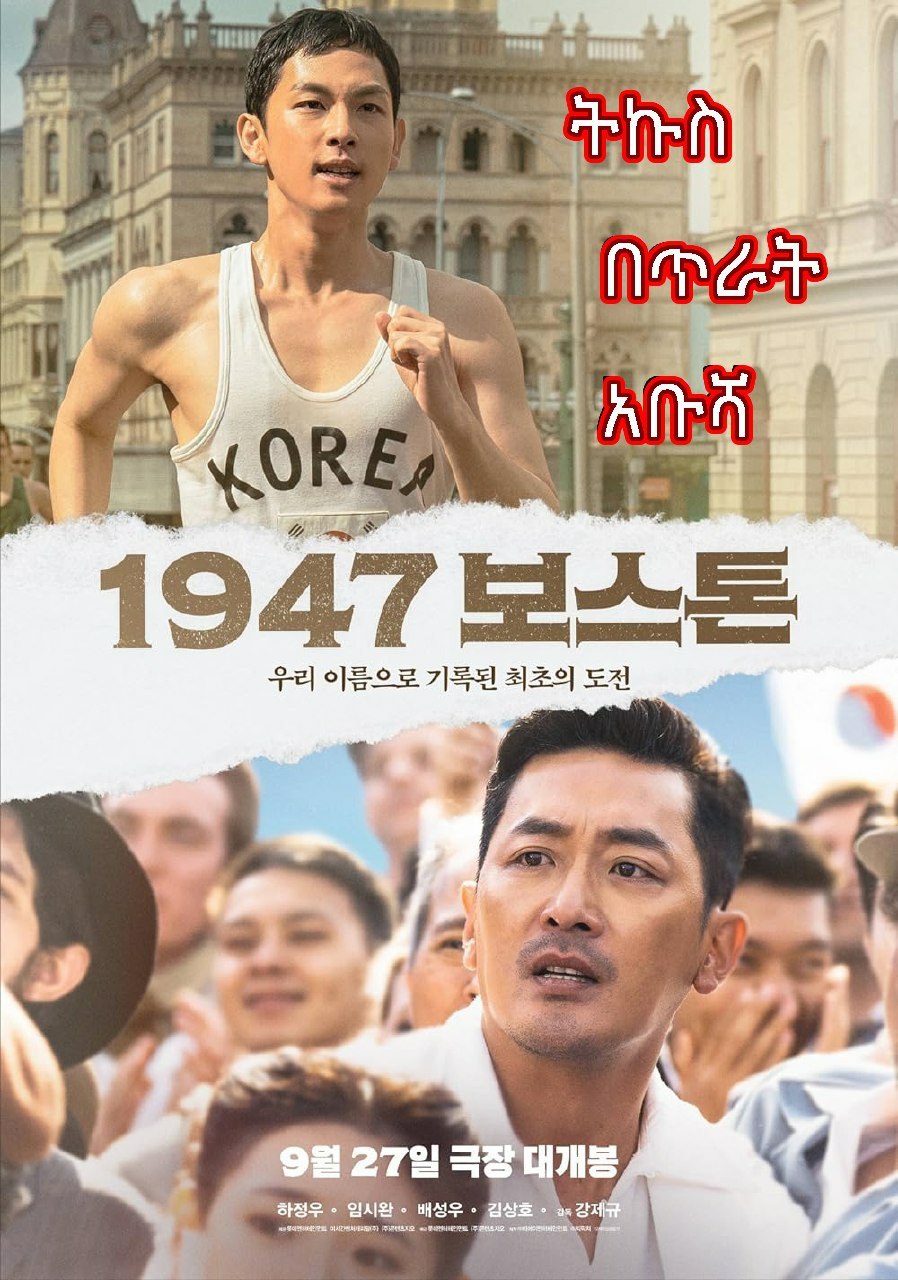 ትኩስ
በጥራት
አቡሻ
KOREA
1947 보스톤
우리 이름으로 기록된 최초의 도전
9월 27일 극장 대개봉
하정우 • 임시완 • 배성우 • 김상호 • 감독 강제규